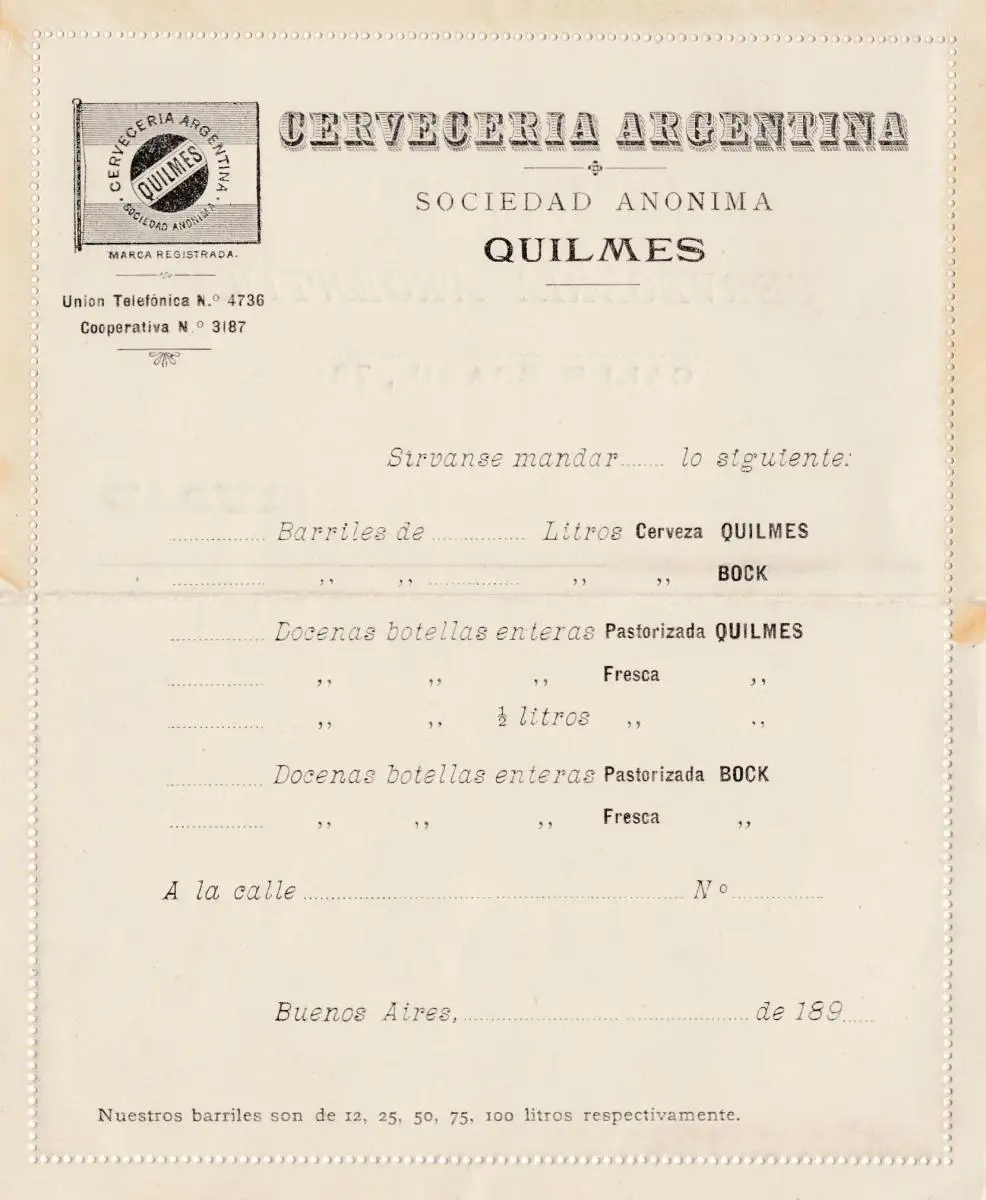 CERVECERIA ARGENTINA
QUILMES
SOCIEDAD ANONIMA
MARCA REGISTRADA.
Union Telefónica N.º 4736
Cooperativa N.º 3187
CERVECERIA ARGENTINA
SOCIEDAD ANONIMA
QUILMES
Sírvanse mandar........ lo siguiente:
.................. Barriles de .................. Litros Cerveza QUILMES
.................. ,, ,, .................. ,, ,, BOCK
.................. Docenas botellas enteras Pastorizada QUILMES
.................. ,, ,, ,, Fresca ,,
.................. ,, ,, ½ litros ,, ,,
.................. Docenas botellas enteras Pastorizada BOCK
.................. ,, ,, ,, Fresca ,,
A la calle .................................... Nº ..................
Buenos Aires, .................................... de 189......
Nuestros barriles son de 12, 25, 50, 75, 100 litros respectivamente.